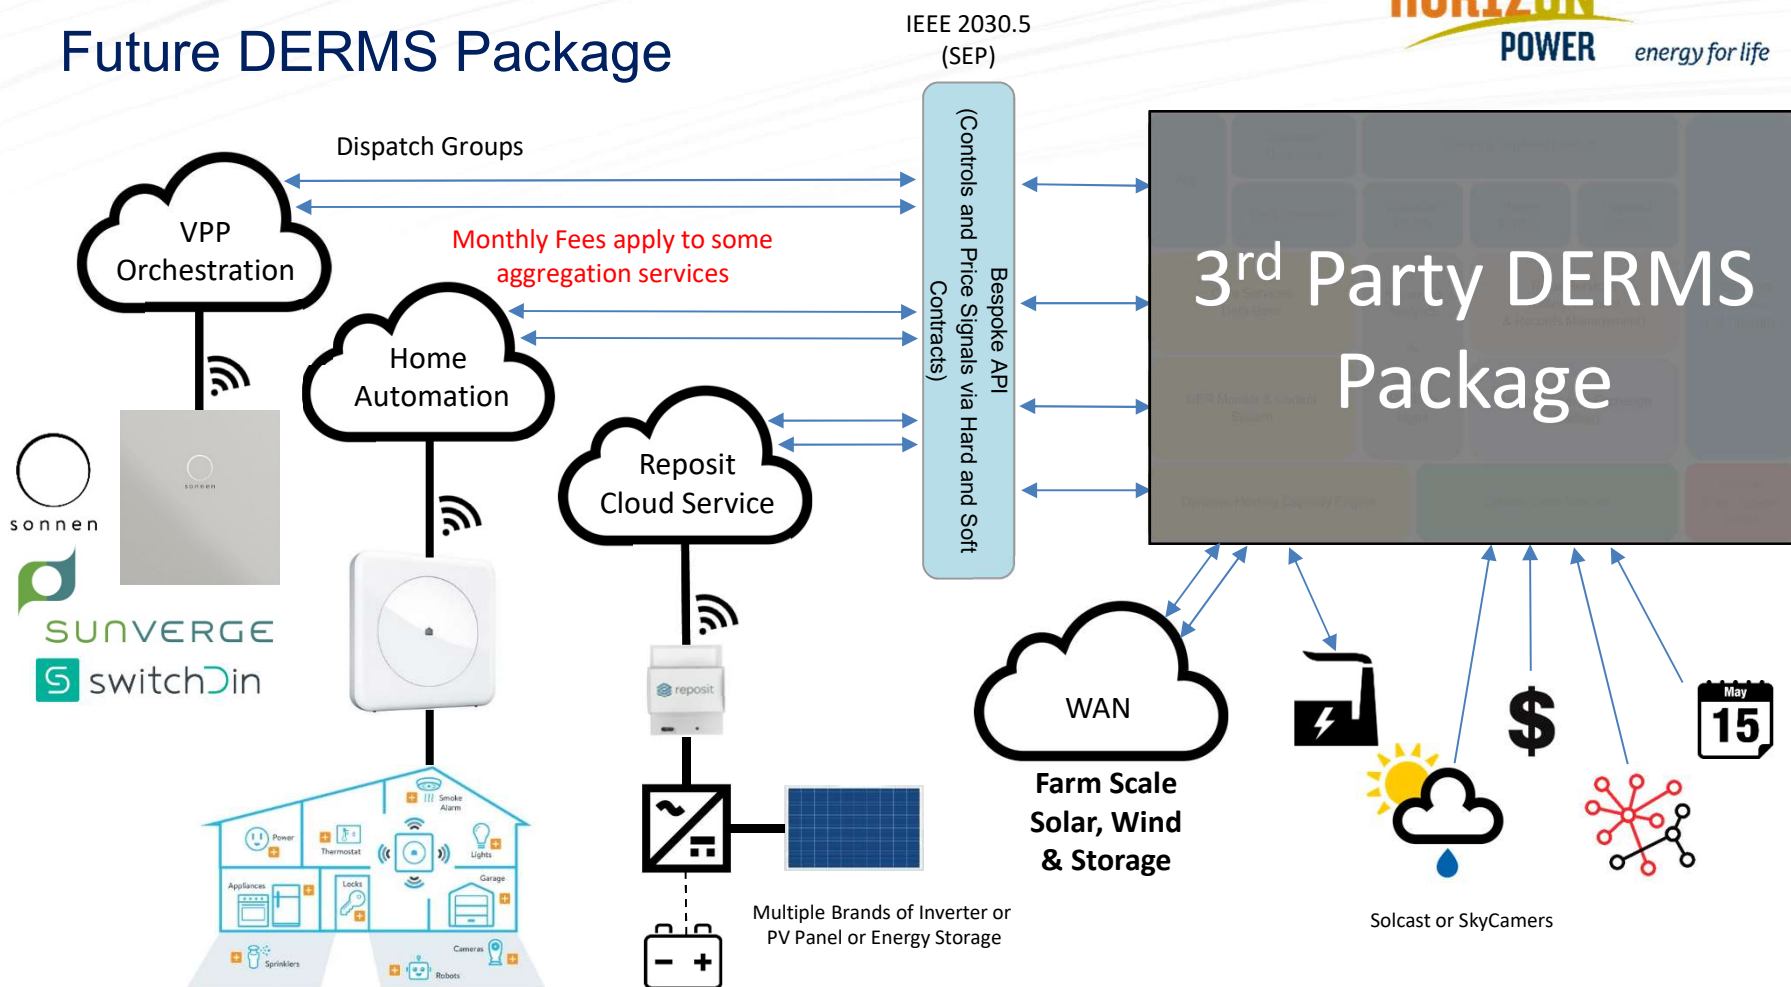 Future DERMS Package
IEEE 2030.5
(SEP)
HORIZON
POWER
energy for life
Dispatch Groups
Monthly Fees apply to some
aggregation services
VPP
Orchestration
Home
Automation
Reposit
Cloud Service
Bespoke API
(Controls and Price Signals via Hard and Soft
Contracts)
3rd Party DERMS
Package
sonnen
sonnen
SUNVERGE
S switchDin
reposit
WAN
Farm Scale
Solar, Wind
& Storage
May
15
$
Smoke
Alarm
Power
Thermostat
Lights
Appliances
Locks
Garage
Sprinklers
Cameras
Robots
Multiple Brands of Inverter or
PV Panel or Energy Storage
Solcast or SkyCamers